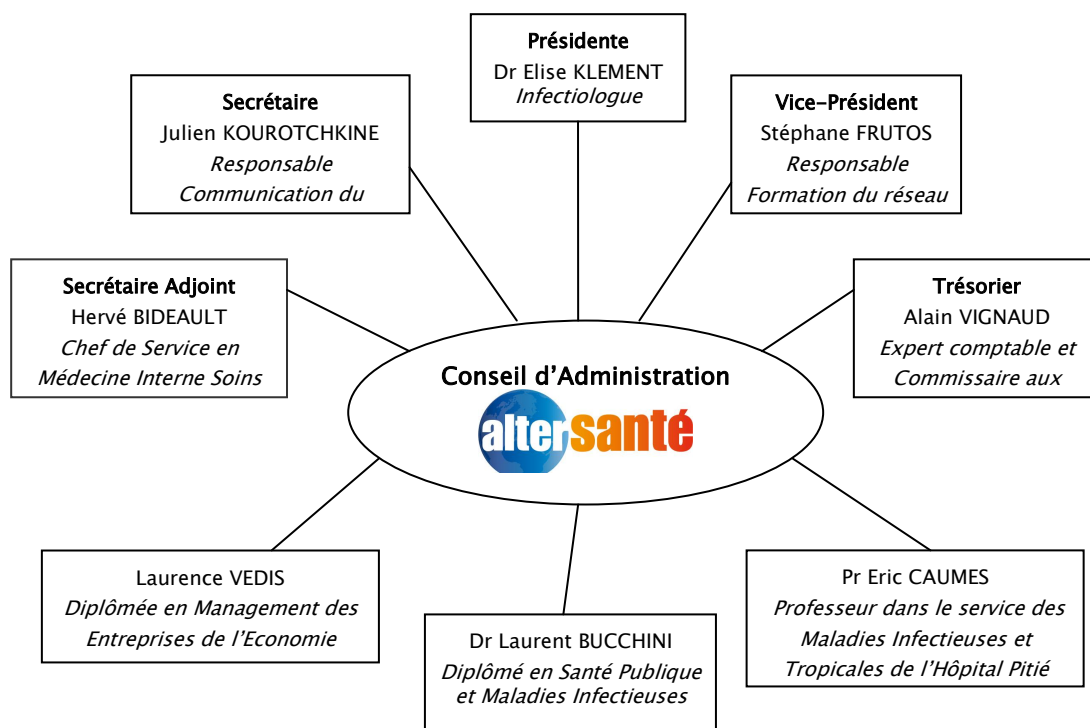 Présidente
Dr Elise KLEMENT
Infectiologue
Secrétaire
Julien KOUROTCHKINE
Responsable
Communication du
Vice-Président
Stéphane FRUTOS
Responsable
Formation du réseau
Secrétaire Adjoint
Hervé BIDEAULT
Chef de Service en
Médecine Interne Soins
Trésorier
Alain VIGNAUD
Expert comptable et
Commissaire aux
Conseil d'Administration
alter santé
Laurence VEDIS
Diplômée en Management des
Entreprises de l'Economie
Dr Laurent BUCCHINI
Diplômé en Santé Publique
et Maladies Infectieuses
Pr Eric CAUMES
Professeur dans le service des
Maladies Infectieuses et
Tropicales de l'Hôpital Pitié